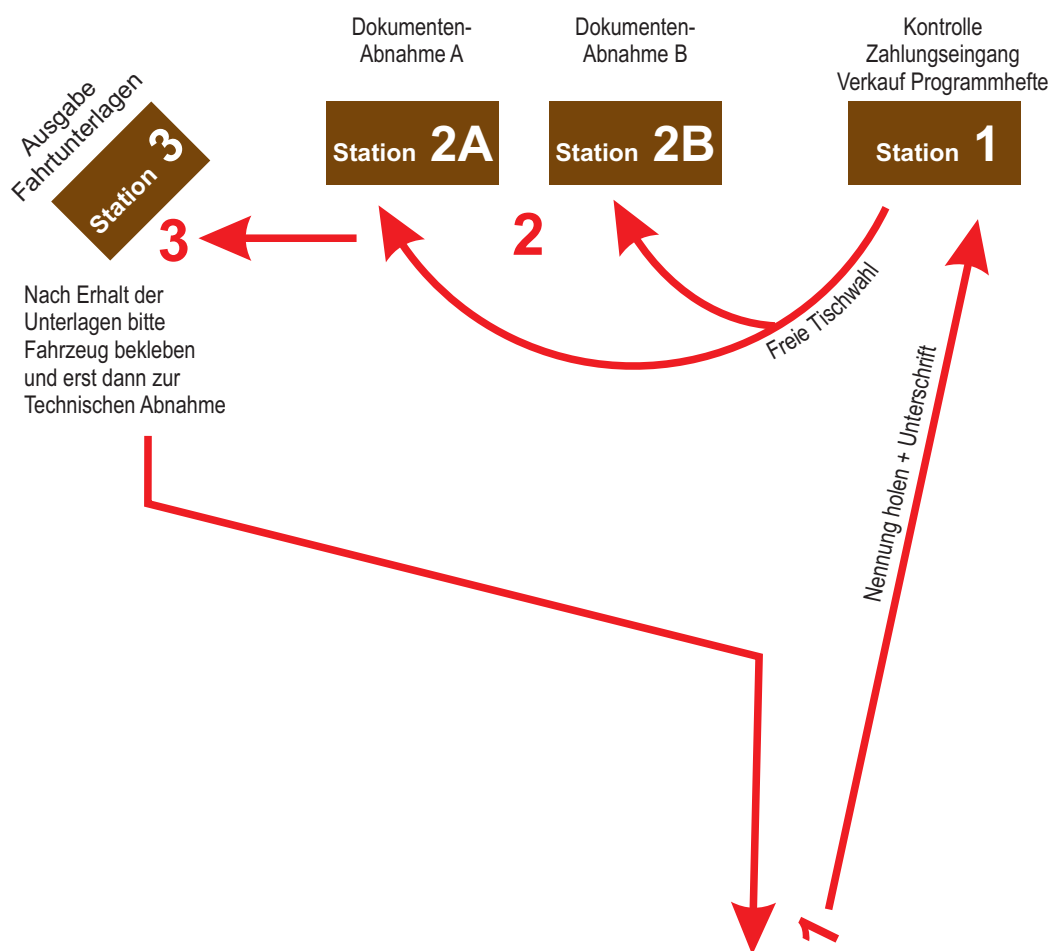 Dokumenten-
Abnahme A
Dokumenten-
Abnahme B
Kontrolle
Zahlungseingang
Verkauf Programmhefte
Ausgabe
Fahrtunterlagen
Station 3
Station 2A
Station 2B
Station 1
3
2
Freie Tischwahl
Nach Erhalt der
Unterlagen bitte
Fahrzeug bekleben
und erst dann zur
Technischen Abnahme
Nennung holen + Unterschrift
1